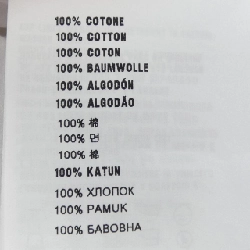 100% COTONE
100% COTTON
100% COTON
100% BAUMWOLLE
100% ALGODÓN
100% ALGODÃO
100% 棉
100% 면
100% 棉
100% KATUN
100% ХЛОПОК
100% PAMUK
100% БАВОВНА